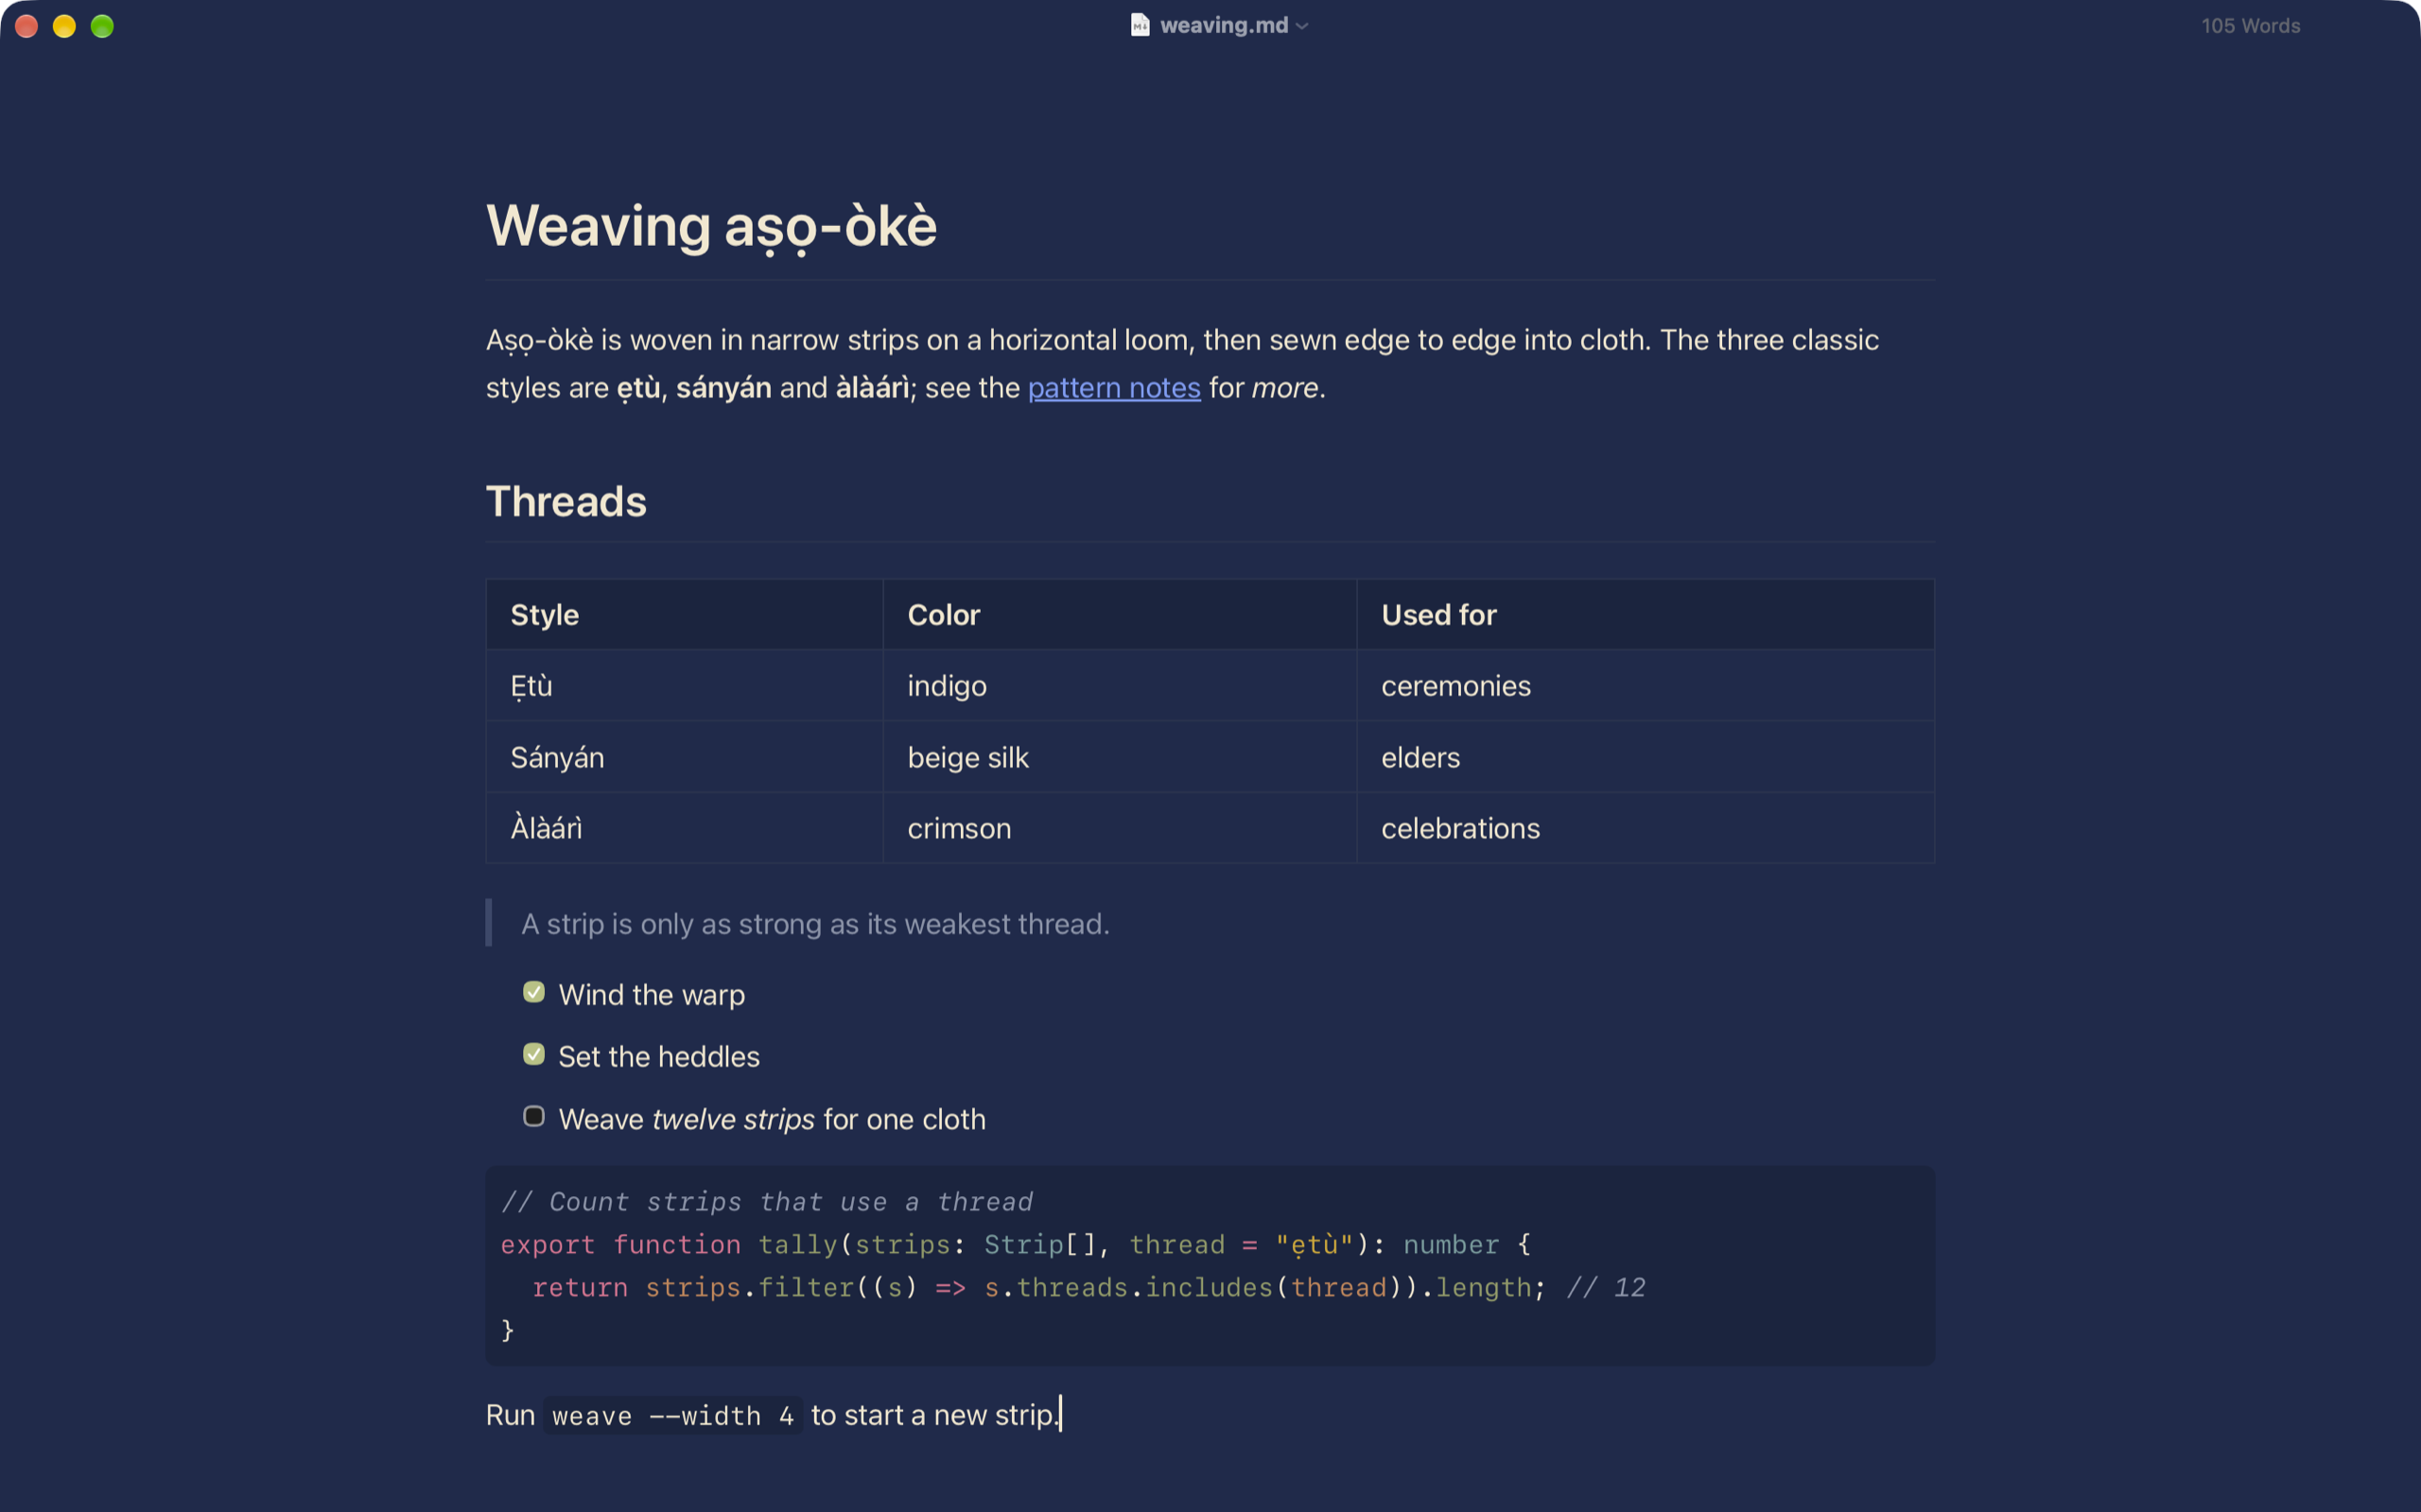 weaving.md
105 Words
Weaving aṣọ-òkè
Aṣọ-òkè is woven in narrow strips on a horizontal loom, then sewn edge to edge into cloth. The three classic
styles are ẹtù, sányán and àlàárì; see the pattern notes for more.
Threads
Style Color Used for
Ẹtù indigo ceremonies
Sányán beige silk elders
Àlàárì crimson celebrations
A strip is only as strong as its weakest thread.
Wind the warp
Set the heddles
Weave twelve strips for one cloth
// Count strips that use a thread
export function tally(strips: Strip[], thread = "ẹtù"): number {
  return strips.filter((s) => s.threads.includes(thread)).length; // 12
}
Run weave --width 4 to start a new strip.